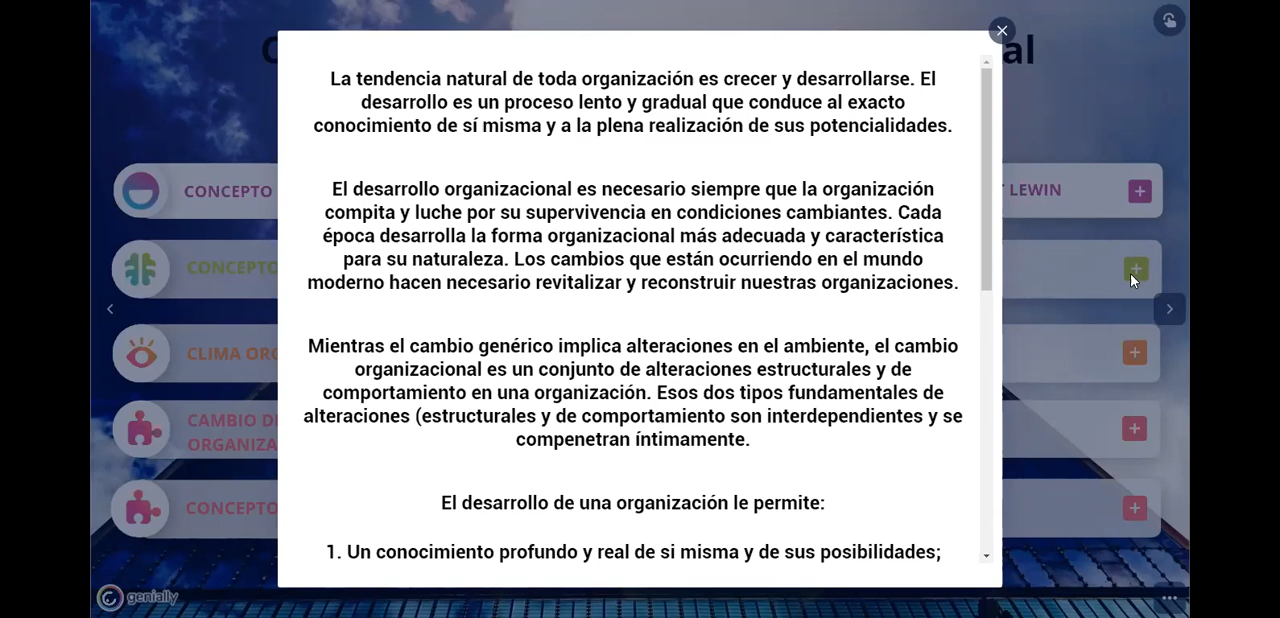 al
La tendencia natural de toda organización es crecer y desarrollarse. El
desarrollo es un proceso lento y gradual que conduce al exacto
conocimiento de sí misma y a la plena realización de sus potencialidades.
El desarrollo organizacional es necesario siempre que la organización
compita y luche por su supervivencia en condiciones cambiantes. Cada
época desarrolla la forma organizacional más adecuada y característica
para su naturaleza. Los cambios que están ocurriendo en el mundo
moderno hacen necesario revitalizar y reconstruir nuestras organizaciones.
Mientras el cambio genérico implica alteraciones en el ambiente, el cambio
organizacional es un conjunto de alteraciones estructurales y de
comportamiento en una organización. Esos dos tipos fundamentales de
alteraciones (estructurales y de comportamiento son interdependientes y se
compenetran íntimamente.
El desarrollo de una organización le permite:
1. Un conocimiento profundo y real de si misma y de sus posibilidades;
CONCEPTO
LEWIN
CONCEPTO
CLIMA ORG
CAMBIO DE
ORGANIZA
CONCEPTO
genially